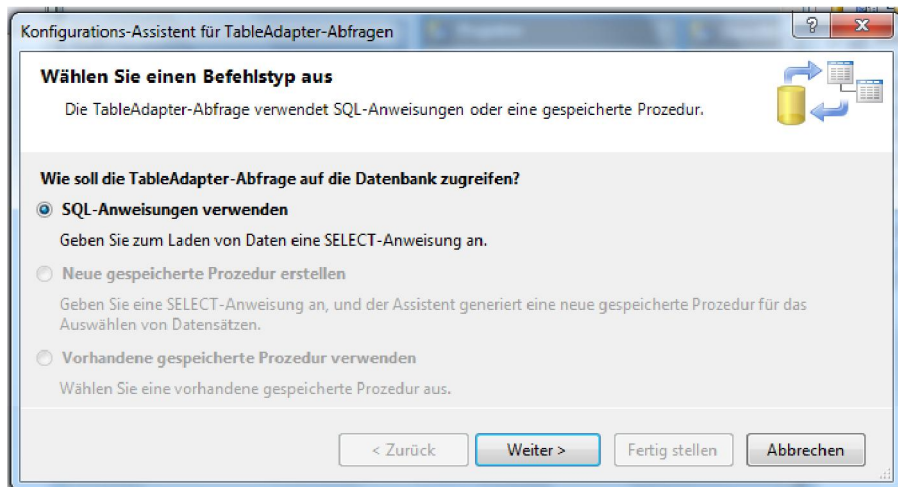 Konfigurations-Assistent für TableAdapter-Abfragen
?
Wählen Sie einen Befehlstyp aus
Die TableAdapter-Abfrage verwendet SQL-Anweisungen oder eine gespeicherte Prozedur.
Wie soll die TableAdapter-Abfrage auf die Datenbank zugreifen?
SQL-Anweisungen verwenden
Geben Sie zum Laden von Daten eine SELECT-Anweisung an.
Neue gespeicherte Prozedur erstellen
Geben Sie eine SELECT-Anweisung an, und der Assistent generiert eine neue gespeicherte Prozedur für das
Auswählen von Datensätzen.
Vorhandene gespeicherte Prozedur verwenden
Wählen Sie eine vorhandene gespeicherte Prozedur aus.
< Zurück Weiter > Fertig stellen Abbrechen